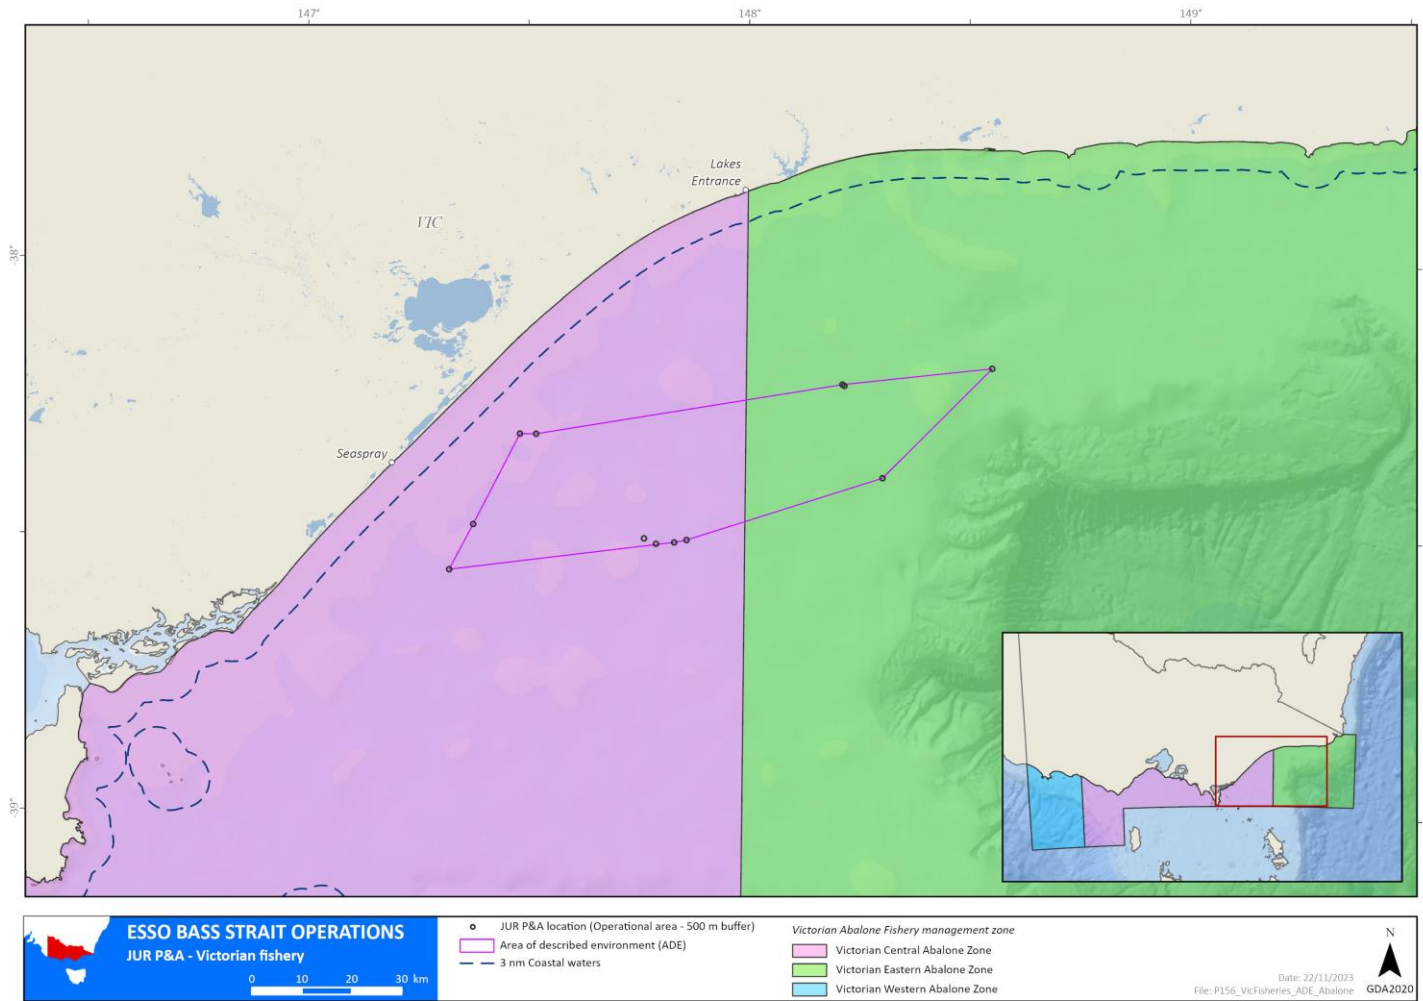 147°
148°
149°
Lakes
Entrance
VIC
-38°
Seaspray
-39°
ESSO BASS STRAIT OPERATIONS
JUR P&A - Victorian fishery
0 10 20 30 km
JUR P&A location (Operational area - 500 m buffer)
Area of described environment (ADE)
3 nm Coastal waters
Victorian Abalone Fishery management zone
Victorian Central Abalone Zone
Victorian Eastern Abalone Zone
Victorian Western Abalone Zone
N
Date: 22/11/2023
File: P156_VicFisheries_ADE_Abalone
GDA2020